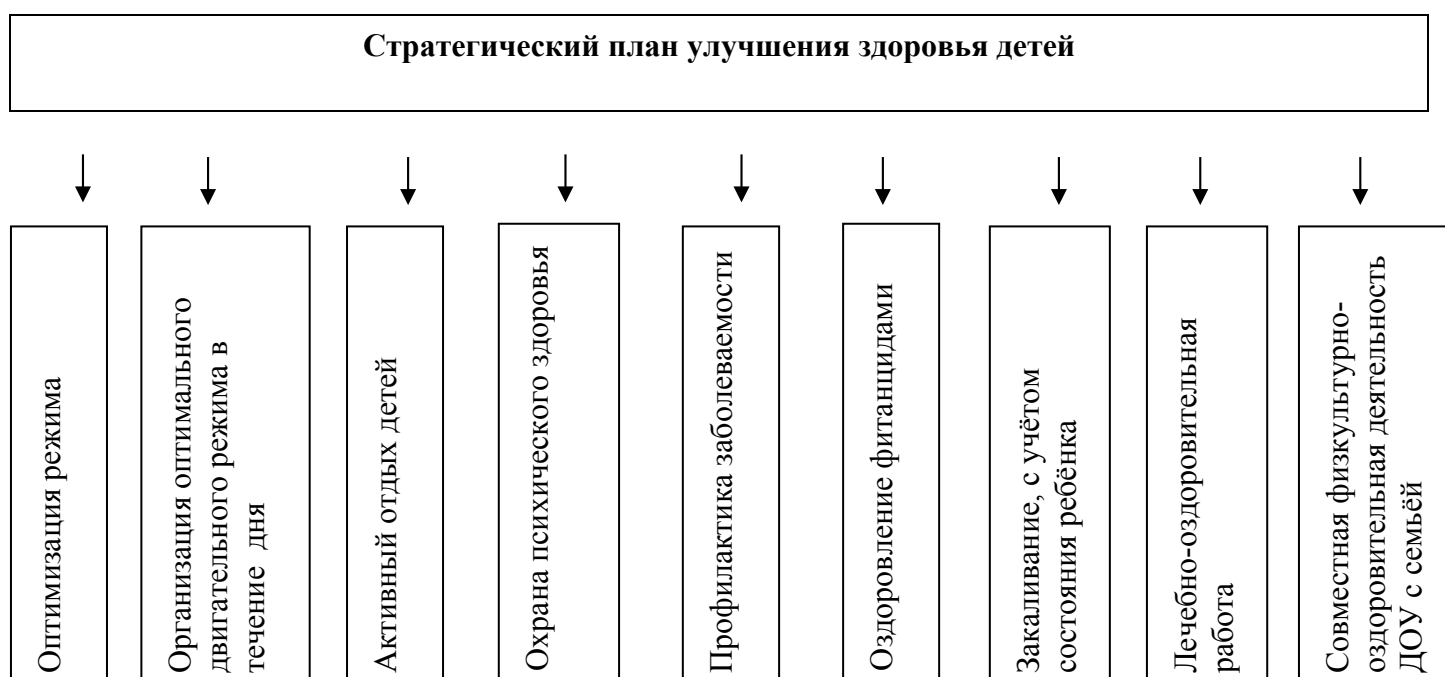 Стратегический план улучшения здоровья детей
Оптимизация режима
Организация оптимального
двигательного режима в
течение дня
Активный отдых детей
Охрана психического здоровья
Профилактика заболеваемости
Оздоровление фитанцидами
Закаливание, с учётом
состояния ребёнка
Лечебно-оздоровительная
работа
Совместная физкультурно-
оздоровительная деятельность
ДОУ с семьёй